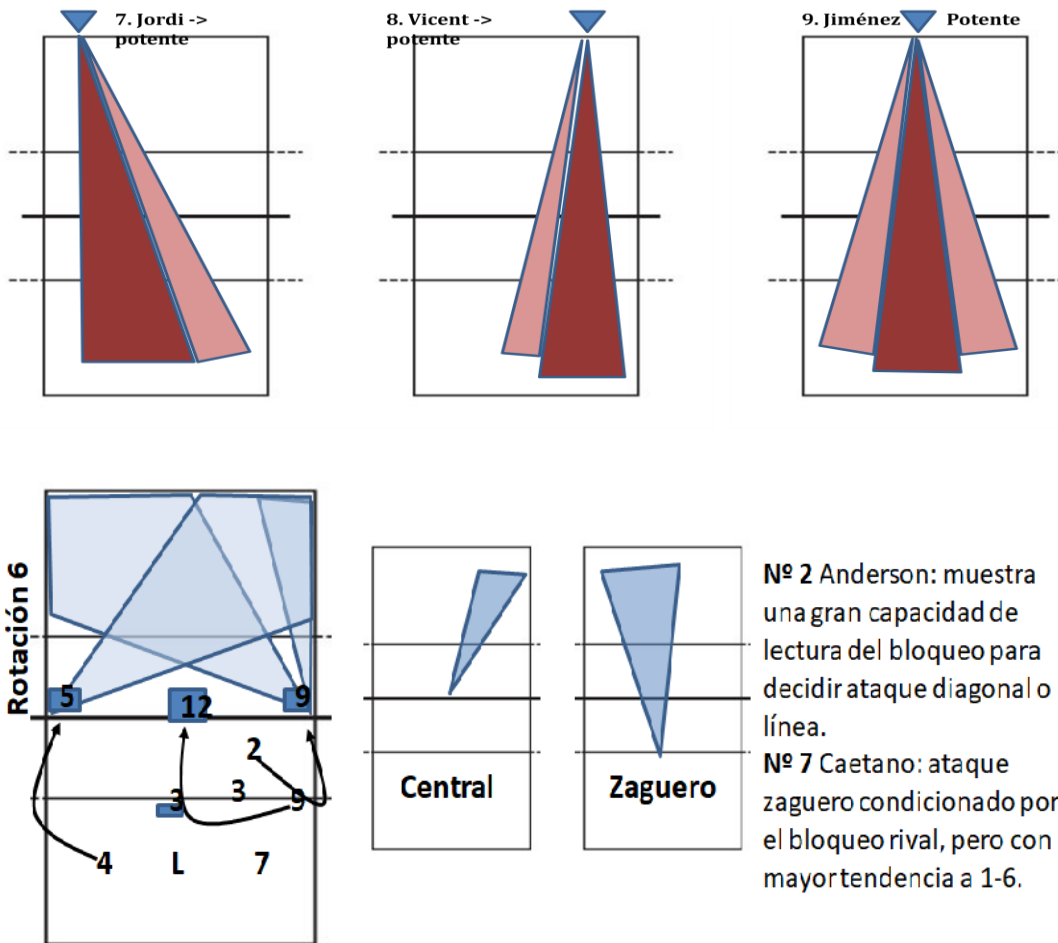 7. Jordi ->
potente
8. Vicent ->
potente
9. Jiménez Potente
Rotación 6
5
12
9
2
3
3
9
4
L
7
Central
Zaguero
Nº 2 Anderson: muestra
una gran capacidad de
lectura del bloqueo para
decidir ataque diagonal o
línea.
Nº 7 Caetano: ataque
zaguero condicionado por
el bloqueo rival, pero con
mayor tendencia a 1-6.